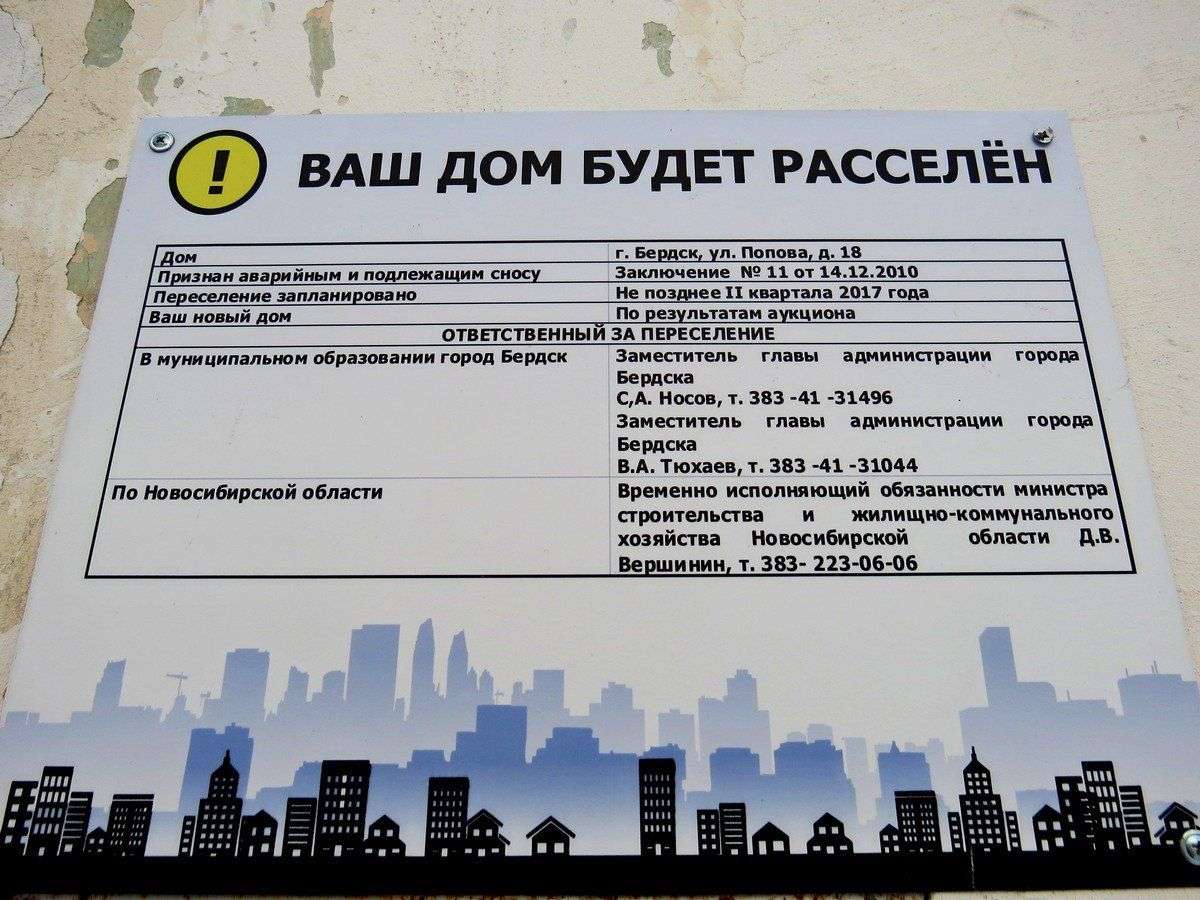 ! ВАШ ДОМ БУДЕТ РАССЕЛЁН
Дом г. Бердск, ул. Попова, д. 18
Признан аварийным и подлежащим сносу Заключение № 11 от 14.12.2010
Переселение запланировано Не позднее II квартала 2017 года
Ваш новый дом По результатам аукциона
ОТВЕТСТВЕННЫЙ ЗА ПЕРЕСЕЛЕНИЕ
В муниципальном образовании город Бердск Заместитель главы администрации города
Бердска
С,А. Носов, т. 383 -41 -31496
Заместитель главы администрации города
Бердска
В.А. Тюхаев, т. 383 -41 -31044
По Новосибирской области Временно исполняющий обязанности министра
строительства и жилищно-коммунального
хозяйства Новосибирской области Д.В.
Вершинин, т. 383- 223-06-06